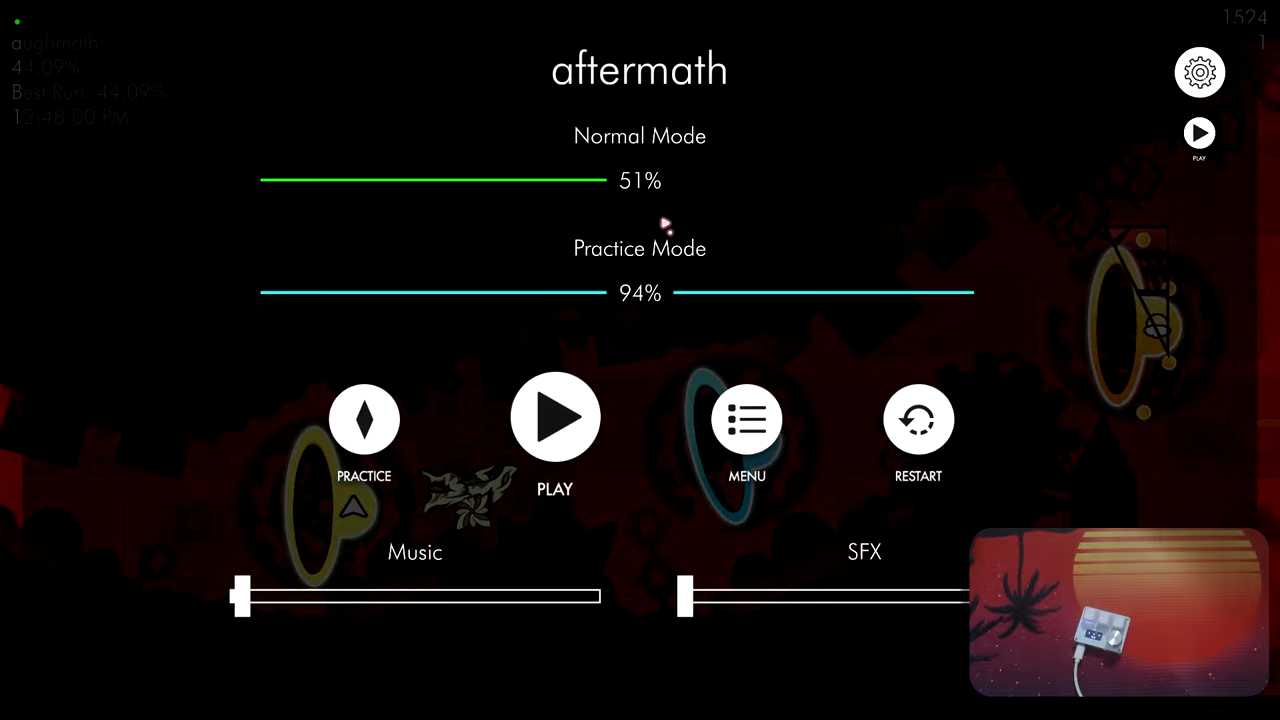 aughmath
44.09%
Best Run: 44.09%
12:48:00 PM
1524
1
aftermath
Normal Mode
51%
PLAY
Practice Mode
94%
PRACTICE
PLAY
MENU
RESTART
Music
SFX